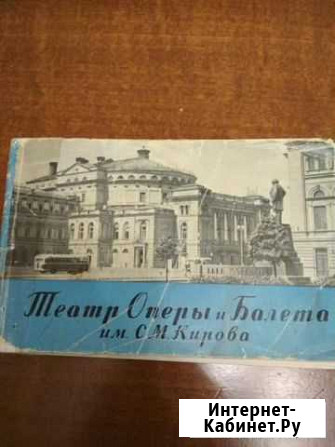 Театр Оперы и Балета
им. С.М. Кирова
Интернет-
Кабинет.Ру